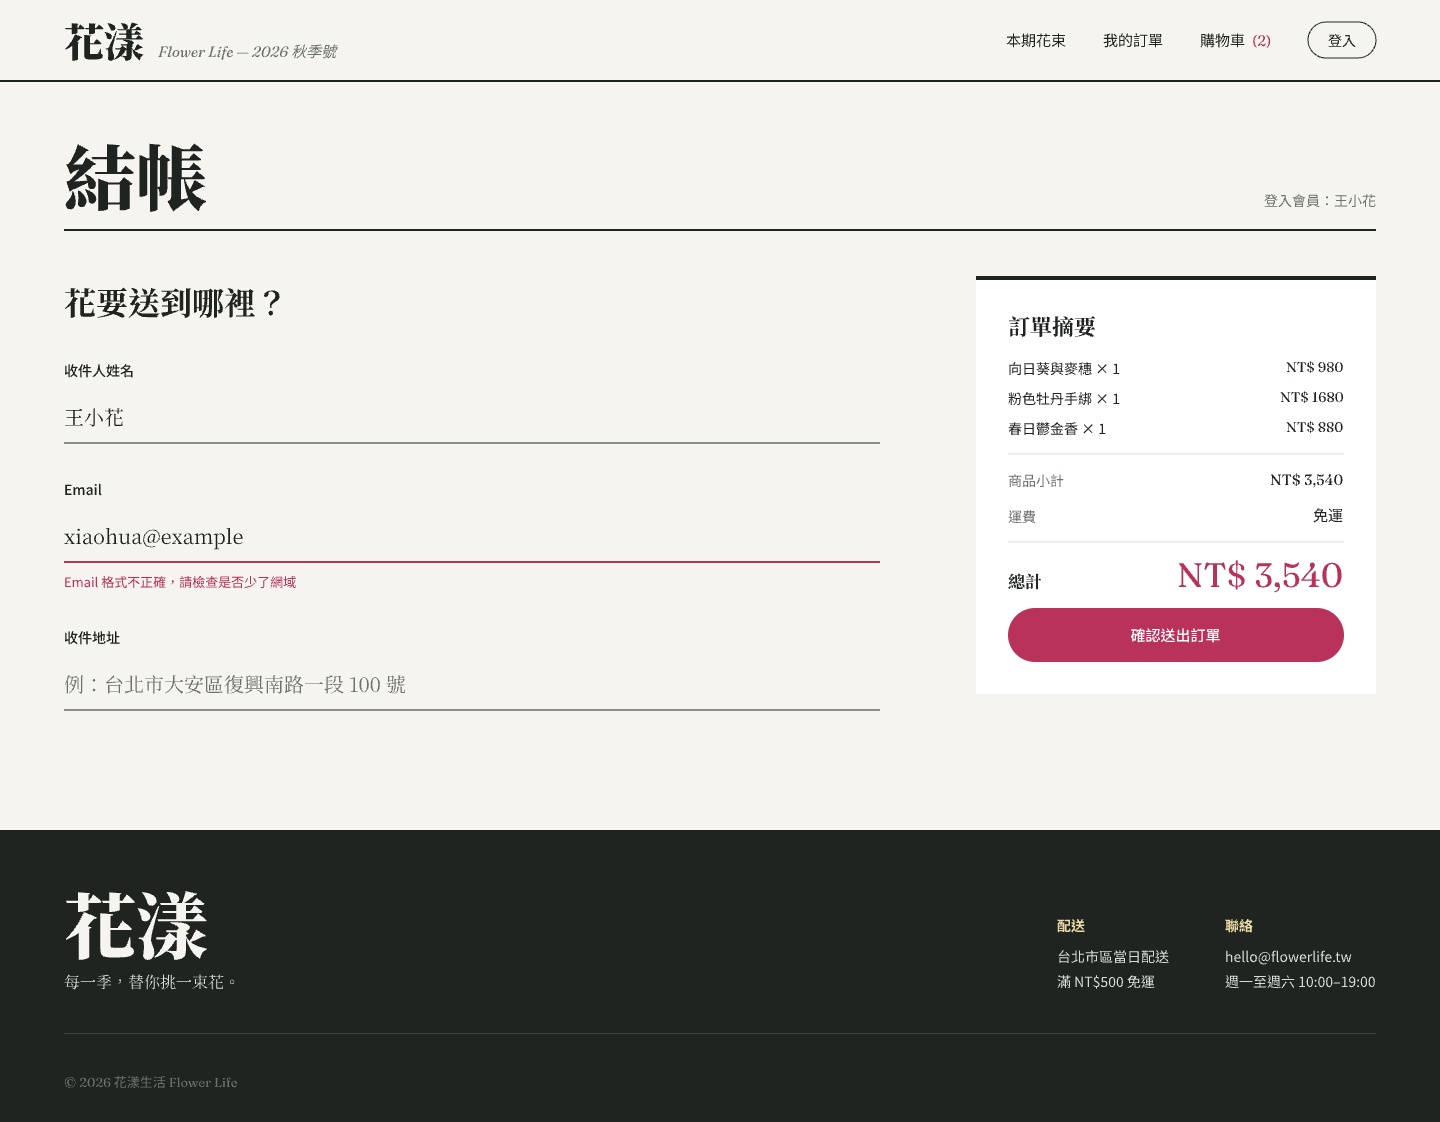 花漾 Flower Life — 2026 秋季號
本期花束 我的訂單 購物車 (2) 登入
結帳
登入會員：王小花
花要送到哪裡？
收件人姓名
王小花
Email
xiaohua@example
Email 格式不正確，請檢查是否少了網域
收件地址
例：台北市大安區復興南路一段 100 號
訂單摘要
向日葵與麥穗 × 1 NT$ 980
粉色牡丹手綁 × 1 NT$ 1680
春日鬱金香 × 1 NT$ 880
商品小計 NT$ 3,540
運費 免運
總計 NT$ 3,540
確認送出訂單
花漾
每一季，替你挑一束花。
配送
台北市區當日配送
滿 NT$500 免運
聯絡
hello@flowerlife.tw
週一至週六 10:00–19:00
© 2026 花漾生活 Flower Life